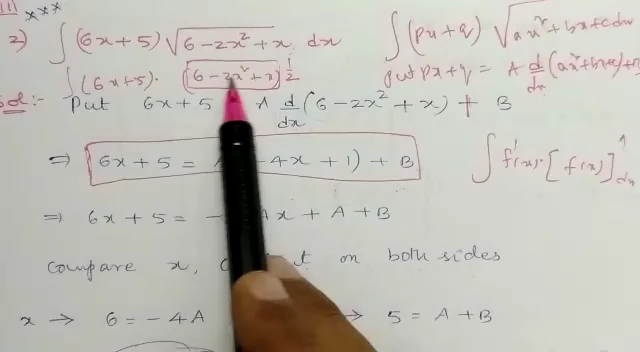 11) ***
2) ∫ (6x+5) √(6-2x²+x) dx
∫ (6x+5)· (6-2x²+x)^(1/2)
Sol:- Put 6x+5 A d/dx (6-2x²+x) + B
⇒ 6x+5 = -4x+1) + B
⇒ 6x+5 = - Ax + A+B
compare x, on both sides
x → 6 = -4A → 5 = A+B
∫ (px+q) √(ax²+bx+c) dx
put px+q = A d/dx (ax²+bx+c)+
∫ f'(x)· [f(x)]^n dx